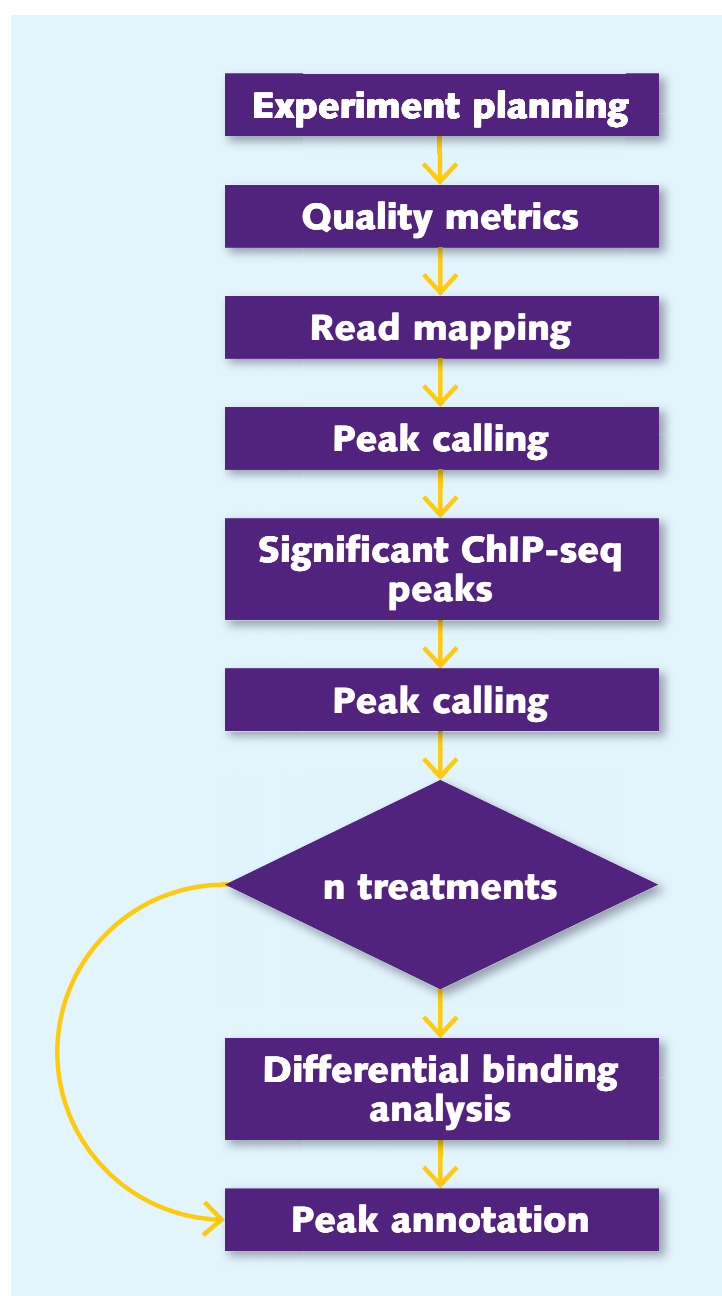 Experiment planning
Quality metrics
Read mapping
Peak calling
Significant ChIP-seq
peaks
Peak calling
n treatments
Differential binding
analysis
Peak annotation